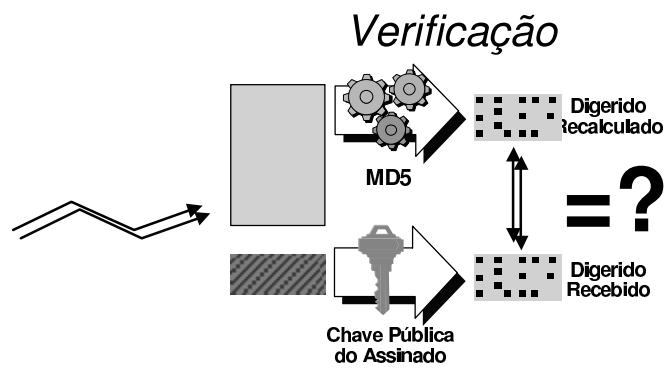 Verificação
Digerido
Recalculado
MD5
=?
Digerido
Recebido
Chave Pública
do Assinado